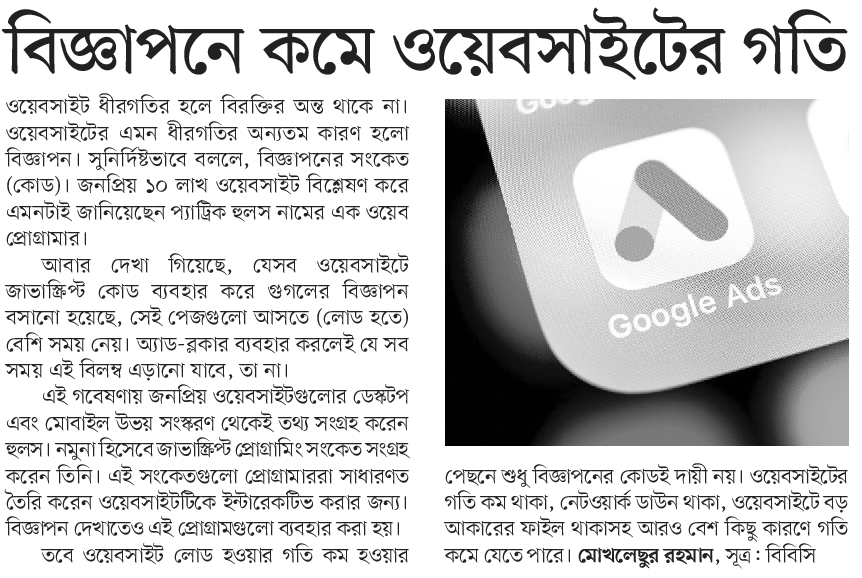 বিজ্ঞাপনে কমে ওয়েবসাইটের গতি
ওয়েবসাইট ধীরগতির হলে বিরক্তির অন্ত থাকে না।
ওয়েবসাইটের এমন ধীরগতির অন্যতম কারণ হলো
বিজ্ঞাপন। সুনির্দিষ্টভাবে বললে, বিজ্ঞাপনের সংকেত
(কোড)। জনপ্রিয় ১০ লাখ ওয়েবসাইট বিশ্লেষণ করে
এমনটাই জানিয়েছেন প্যাট্রিক হুলস নামের এক ওয়েব
প্রোগ্রামার।
আবার দেখা গিয়েছে, যেসব ওয়েবসাইটে
জাভাস্ক্রিপ্ট কোড ব্যবহার করে গুগলের বিজ্ঞাপন
বসানো হয়েছে, সেই পেজগুলো আসতে (লোড হতে)
বেশি সময় নেয়। অ্যাড-ব্লকার ব্যবহার করলেই যে সব
সময় এই বিলম্ব এড়ানো যাবে, তা না।
এই গবেষণায় জনপ্রিয় ওয়েবসাইটগুলোর ডেস্কটপ
এবং মোবাইল উভয় সংস্করণ থেকেই তথ্য সংগ্রহ করেন
হুলস। নমুনা হিসেবে জাভাস্ক্রিপ্ট প্রোগ্রামিং সংকেত সংগ্রহ
করেন তিনি। এই সংকেতগুলো প্রোগ্রামাররা সাধারণত
তৈরি করেন ওয়েবসাইটটিকে ইন্টারেকটিভ করার জন্য।
বিজ্ঞাপন দেখাতেও এই প্রোগ্রামগুলো ব্যবহার করা হয়।
তবে ওয়েবসাইট লোড হওয়ার গতি কম হওয়ার
Google Ads
পেছনে শুধু বিজ্ঞাপনের কোডই দায়ী নয়। ওয়েবসাইটের
গতি কম থাকা, নেটওয়ার্ক ডাউন থাকা, ওয়েবসাইটে বড়
আকারের ফাইল থাকাসহ আরও বেশ কিছু কারণে গতি
কমে যেতে পারে। মোখলেছুর রহমান, সূত্র : বিবিসি